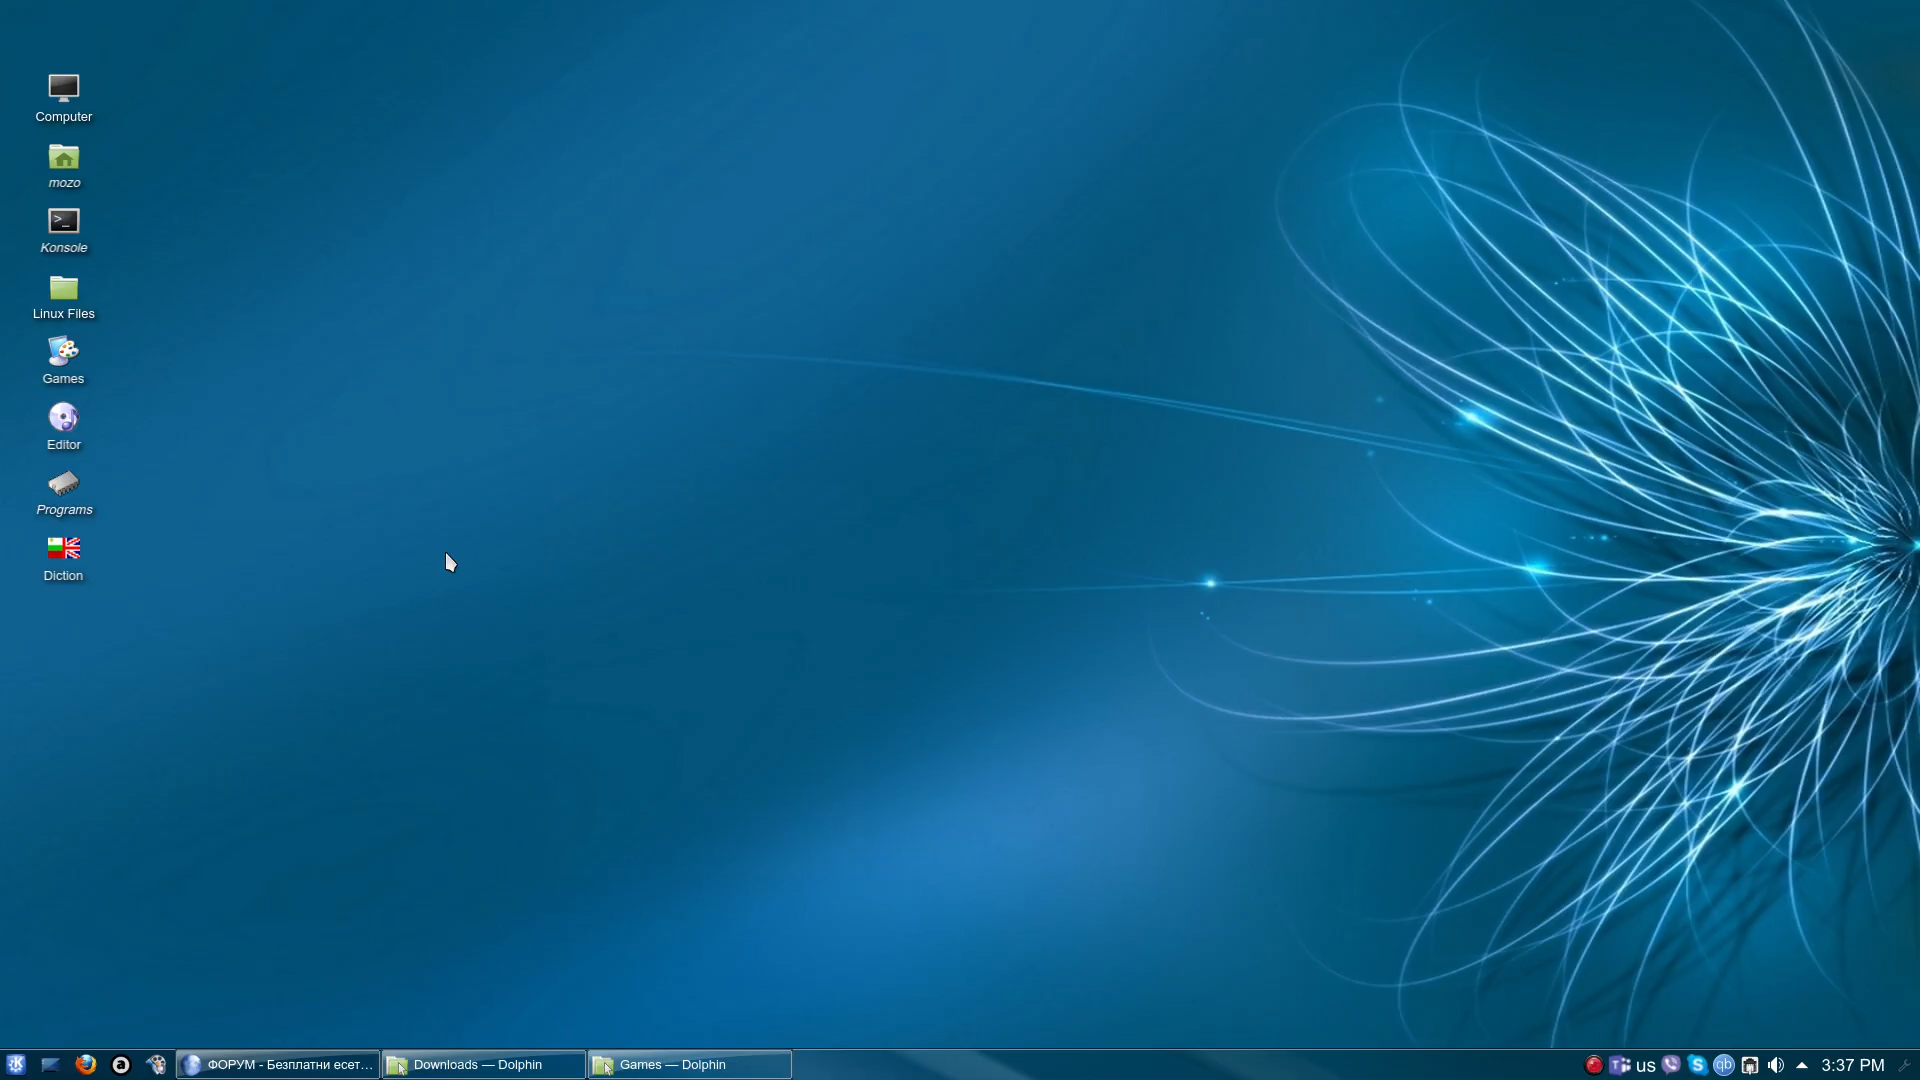 Computer
mozo
Konsole
Linux Files
Games
Editor
Programs
Diction
ФОРУМ - Безплатни есет...
Downloads — Dolphin
Games — Dolphin
us
qb
3:37 PM